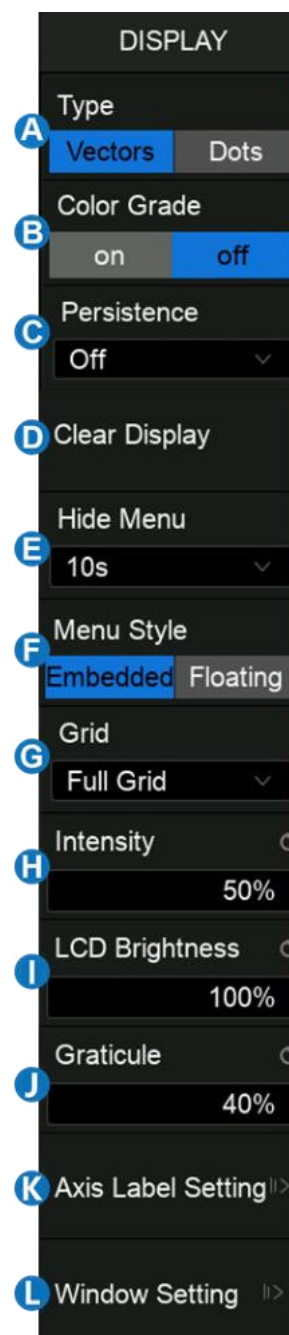 DISPLAY
Type
A
Vectors Dots
Color Grade
B
on off
Persistence
C
Off
D Clear Display
Hide Menu
E
10s
Menu Style
F
Embedded Floating
Grid
G
Full Grid
Intensity
H
50%
LCD Brightness
I
100%
Graticule
J
40%
K Axis Label Setting
L Window Setting